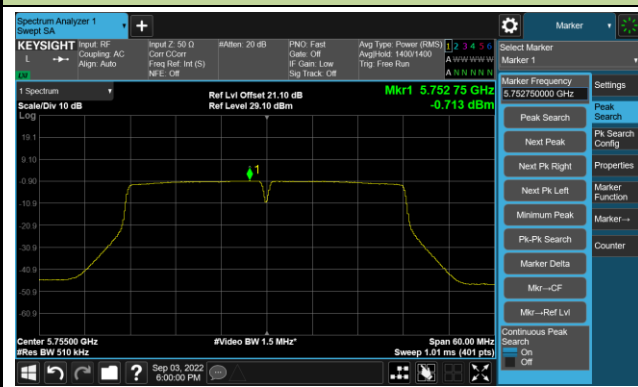 Spectrum Analyzer 1
Swept SA
Marker
KEYSIGHT
L
Input: RF
Coupling: AC
Align: Auto
Input Z: 50 Ω
Corr CCorr
Freq Ref: Int (S)
NFE: Off
#Atten: 20 dB
PNO: Fast
Gate: Off
IF Gain: Low
Sig Track: Off
Avg Type: Power (RMS)
Avg|Hold: 1400/1400
Trig: Free Run
1 2 3 4 5 6
A W W W W W
A N N N N N
Select Marker
Marker 1
1 Spectrum
Scale/Div 10 dB
Log
Ref Lvl Offset 21.10 dB
Ref Level 29.10 dBm
Mkr1 5.752 75 GHz
-0.713 dBm
19.1
9.10
-0.90
-10.9
-20.9
-30.9
-40.9
-50.9
-60.9
1
Center 5.75500 GHz
#Res BW 510 kHz
#Video BW 1.5 MHz*
Span 60.00 MHz
Sweep 1.01 ms (401 pts)
Marker Frequency
5.752750000 GHz
Peak Search
Next Peak
Next Pk Right
Next Pk Left
Minimum Peak
Pk-Pk Search
Marker Delta
Mkr→CF
Mkr→Ref Lvl
Continuous Peak
Search
On
Off
Settings
Peak
Search
Pk Search
Config
Properties
Marker
Function
Marker→
Counter
Sep 03, 2022
6:00:00 PM